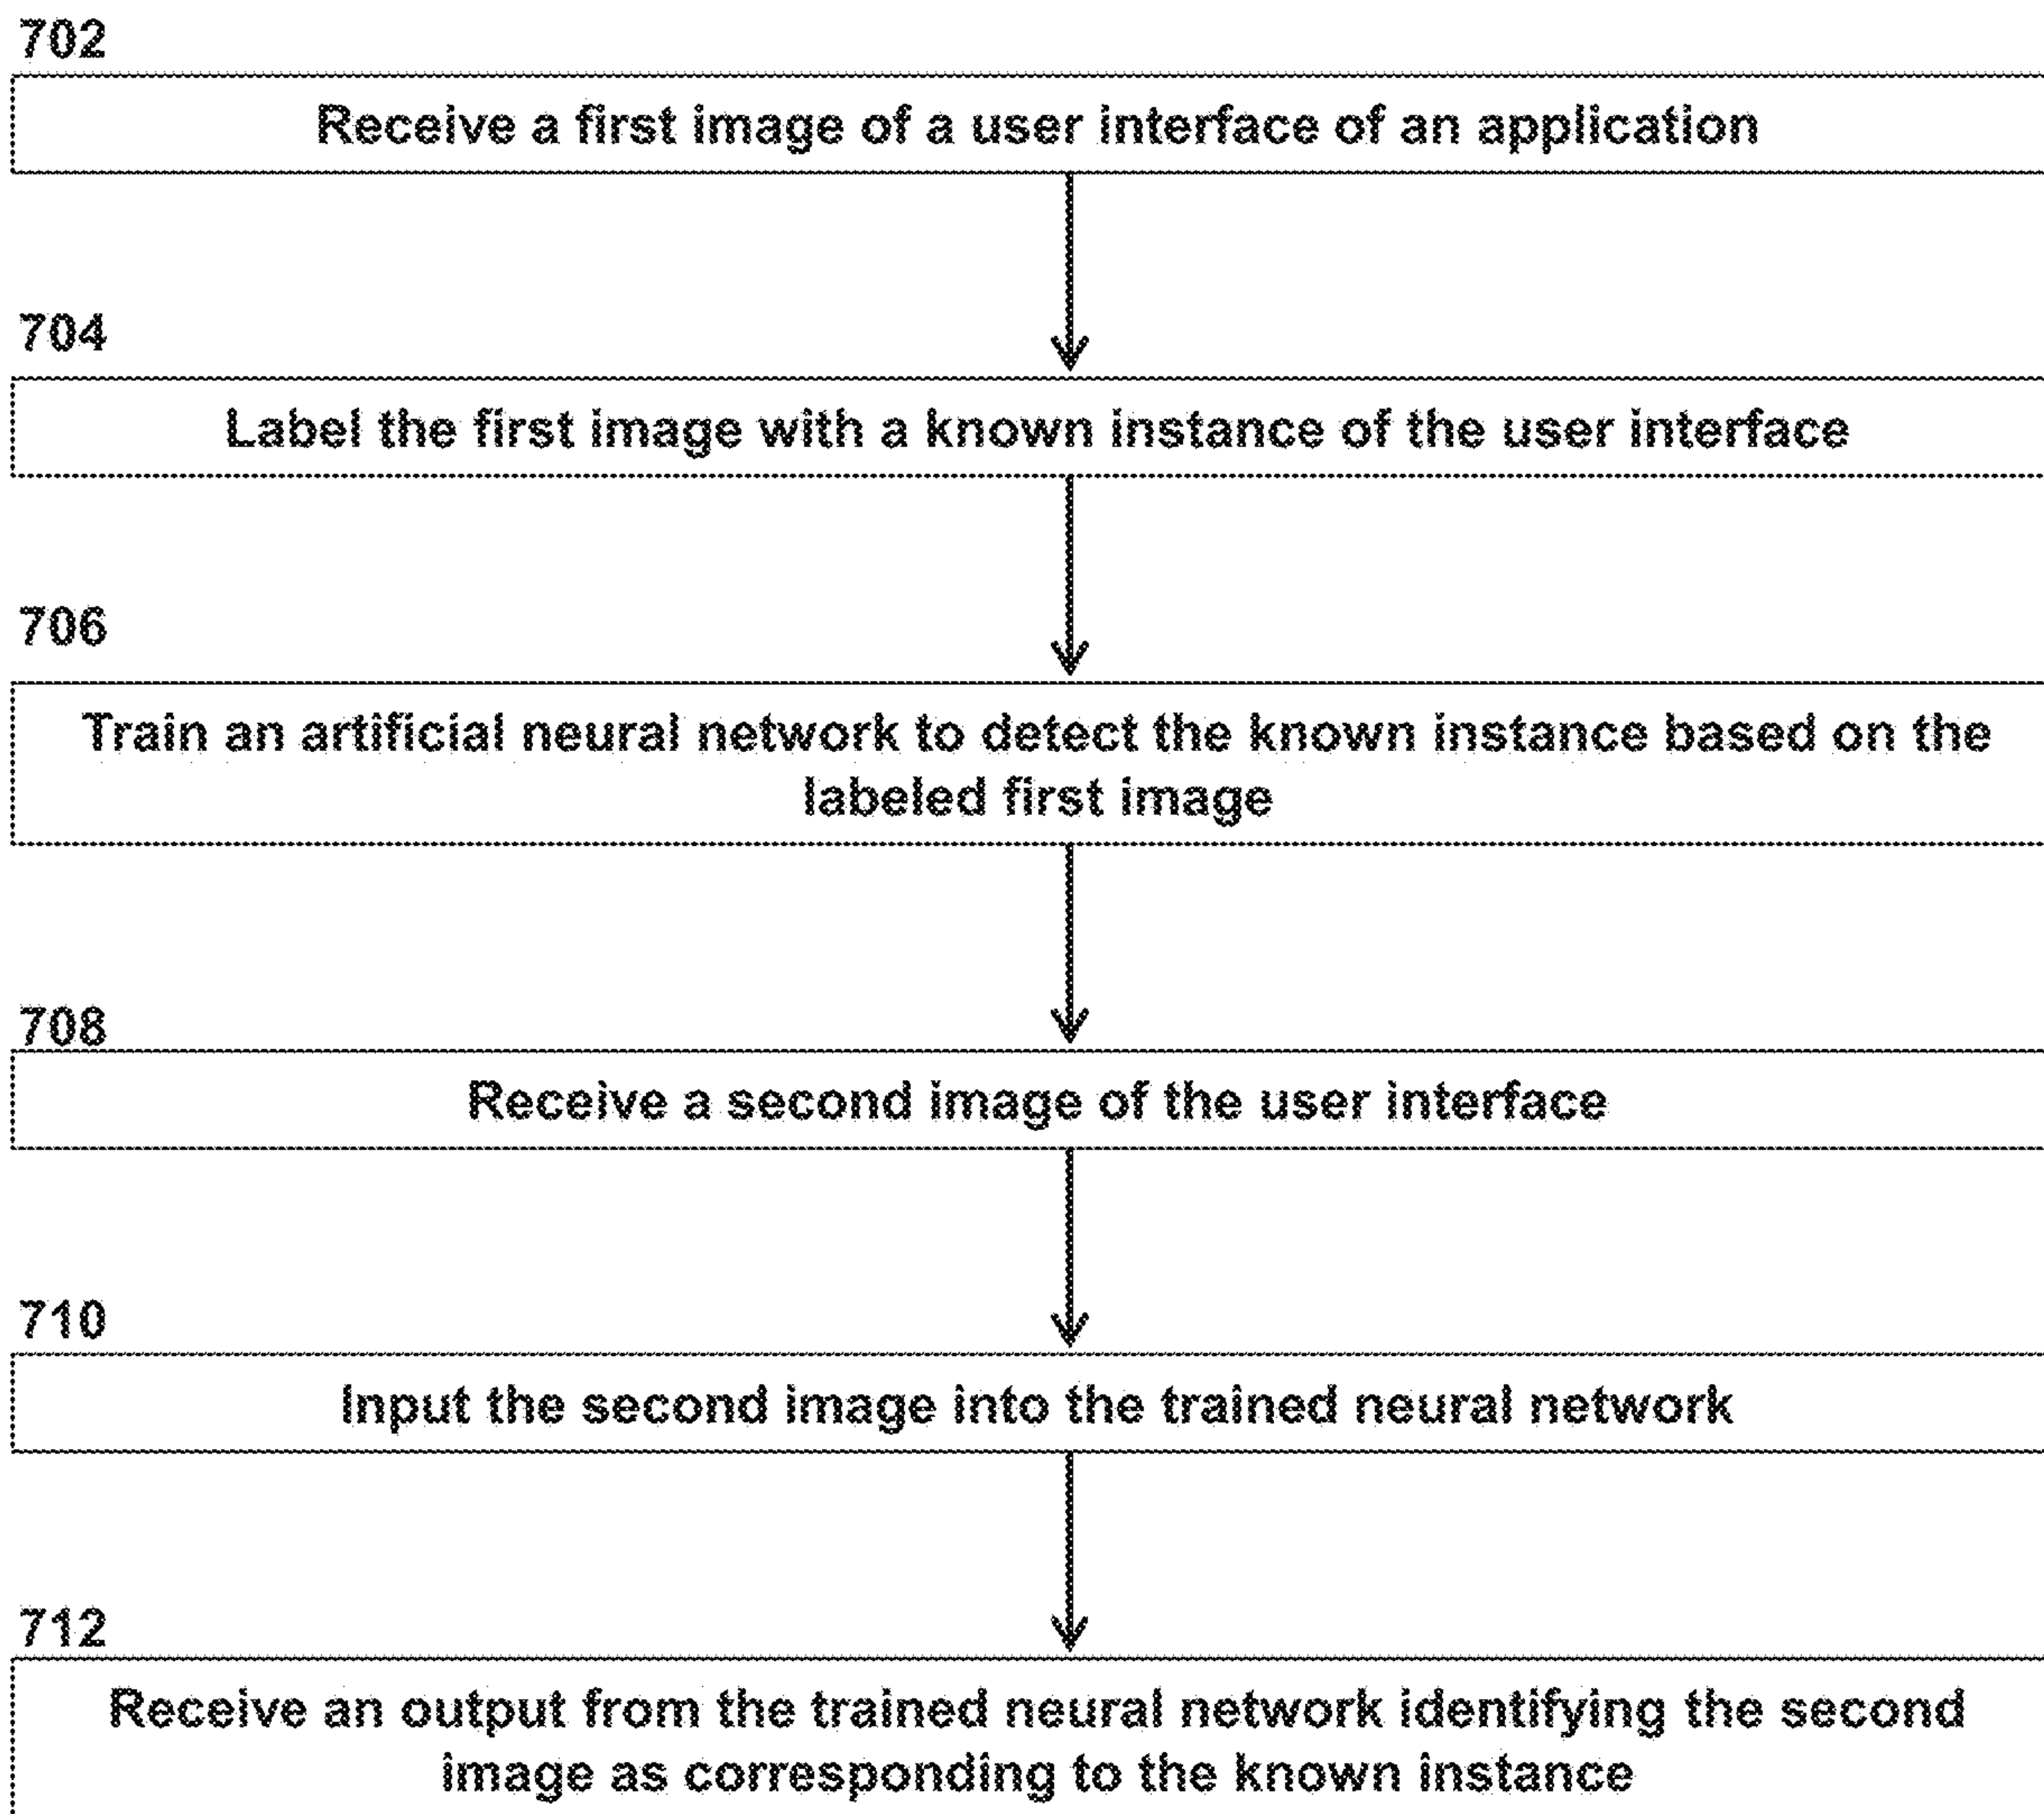 702
Receive a first image of a user interface of an application
704
Label the first image with a known instance of the user interface
706
Train an artificial neural network to detect the known instance based on the
labeled first image
708
Receive a second image of the user interface
710
Input the second image into the trained neural network
712
Receive an output from the trained neural network identifying the second
image as corresponding to the known instance